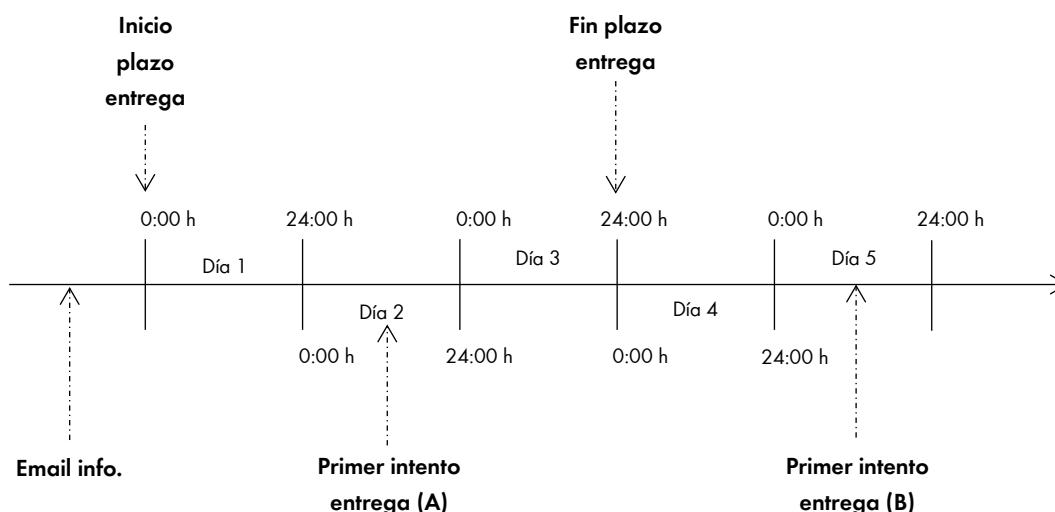 Inicio
plazo
entrega
Fin plazo
entrega
0:00 h
24:00 h
0:00 h
24:00 h
0:00 h
24:00 h
Día 1
Día 3
Día 5
Día 2
Día 4
0:00 h
24:00 h
0:00 h
24:00 h
Email info.
Primer intento
entrega (A)
Primer intento
entrega (B)